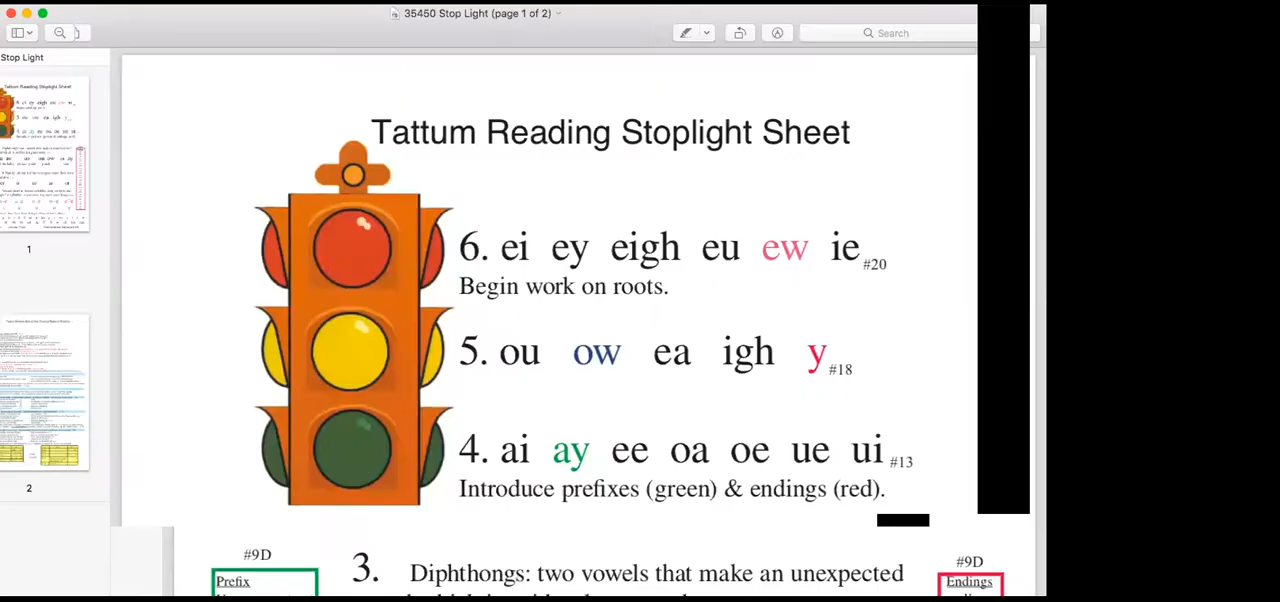 35450 Stop Light (page 1 of 2)
Search
Stop Light
Tattum Reading Stoplight Sheet
6. ei ey eigh eu ew ie #20
Begin work on roots.
5. ou ow ea igh y #18
4. ai ay ee oa oe ue ui #13
Introduce prefixes (green) & endings (red).
1
2
#9D
Prefix
3. Diphthongs: two vowels that make an unexpected
#9D
Endings